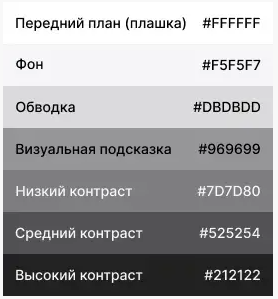 Передний план (плашка) #FFFFFF
Фон #F5F5F7
Обводка #DBDBDD
Визуальная подсказка #969699
Низкий контраст #7D7D80
Средний контраст #525254
Высокий контраст #212122